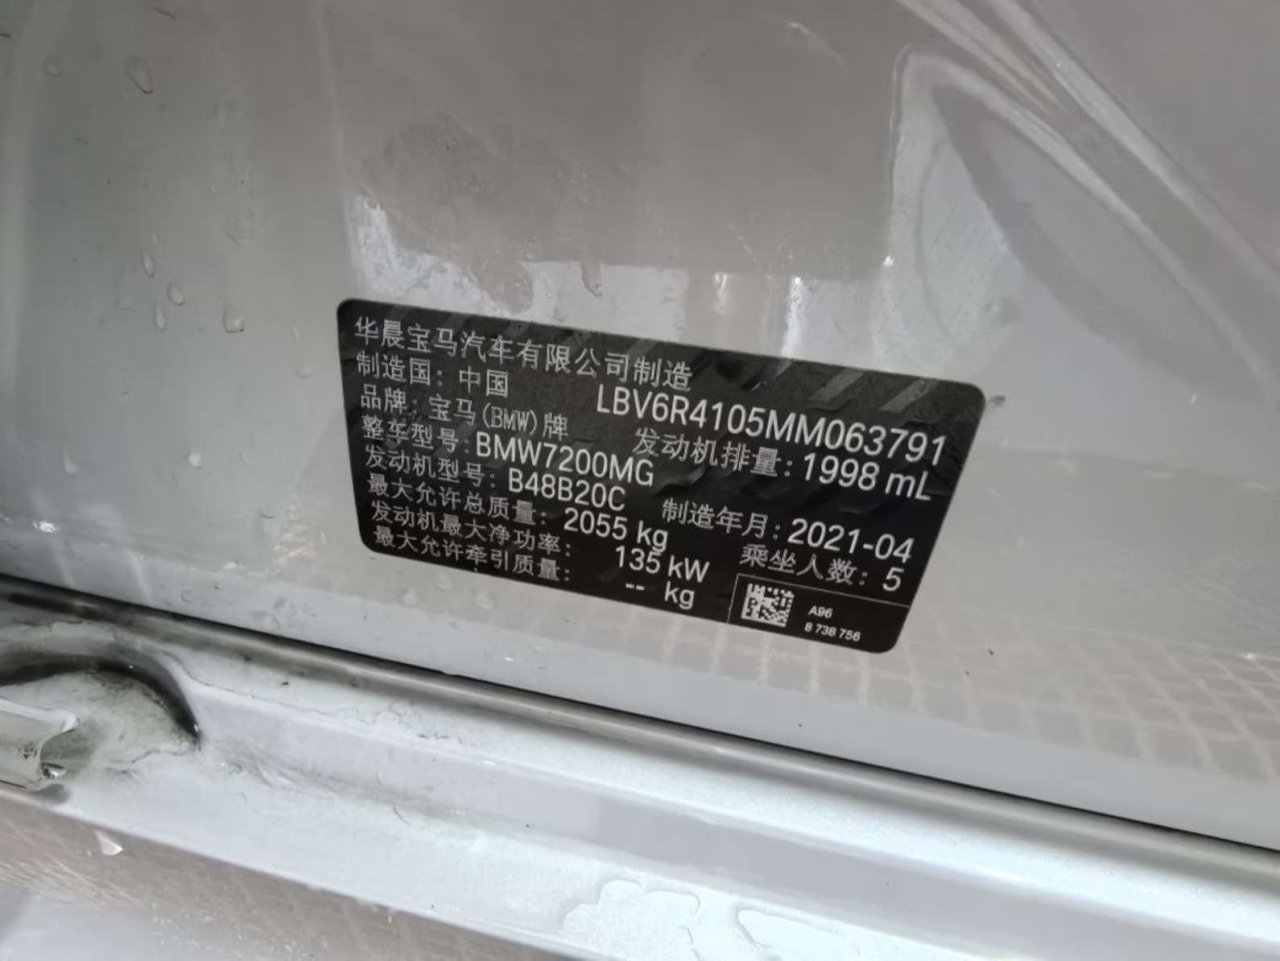 华晨宝马汽车有限公司制造
制造国：中国 LBV6R4105MM063791
品牌：宝马(BMW)牌 发动机排量：1998 mL
整车型号：BMW7200MG
发动机型号：B48B20C 制造年月：2021-04
最大允许总质量：2055 kg 乘坐人数：5
发动机最大净功率：135 kW
最大允许牵引质量：-- kg
A96
8 738 756